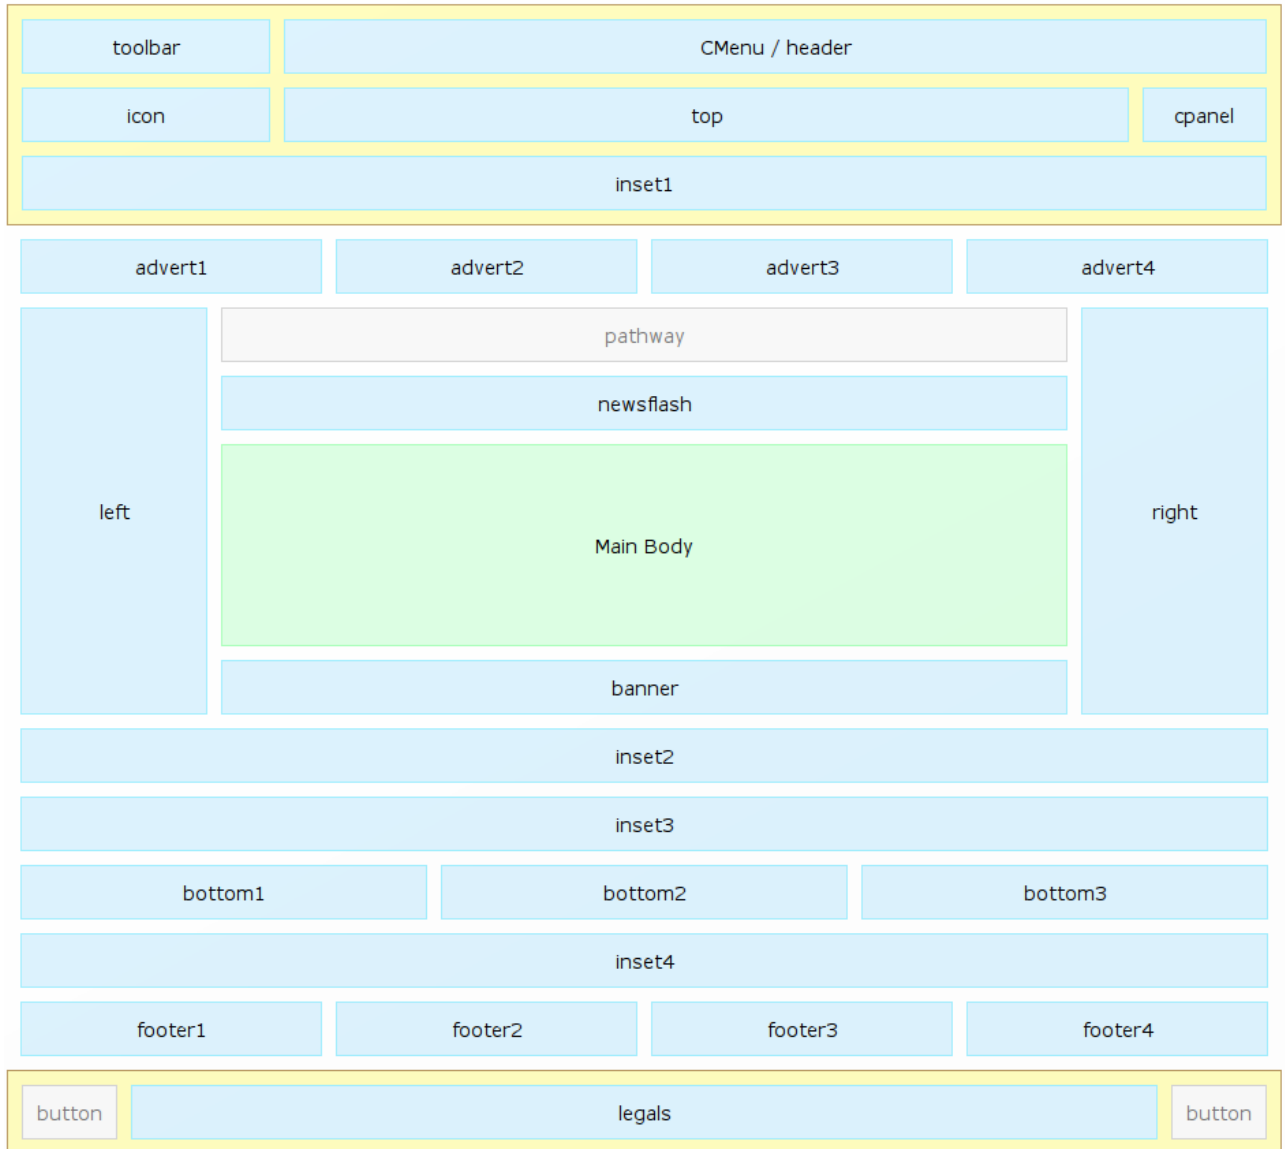 toolbar
CMenu / header
icon
top
cpanel
inset1
advert1
advert2
advert3
advert4
left
pathway
newsflash
Main Body
banner
right
inset2
inset3
bottom1
bottom2
bottom3
inset4
footer1
footer2
footer3
footer4
button
legals
button